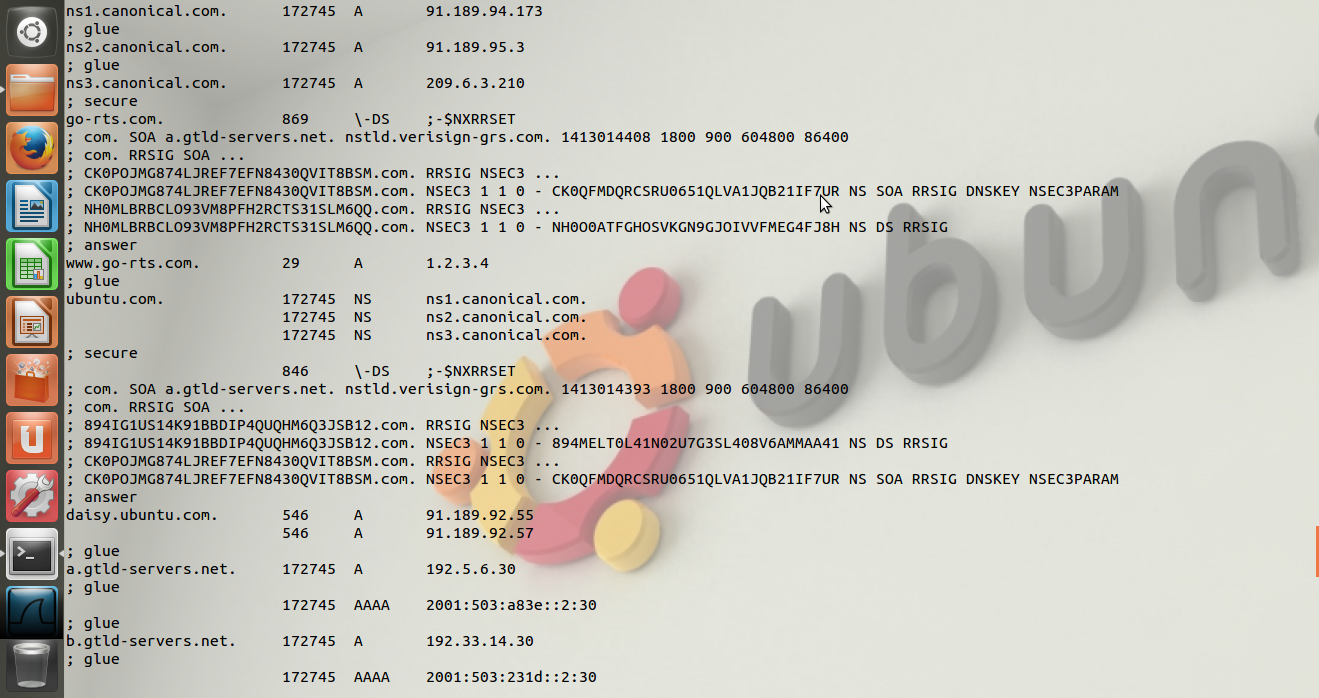 ns1.canonical.com. 172745 A 91.189.94.173
; glue
ns2.canonical.com. 172745 A 91.189.95.3
; glue
ns3.canonical.com. 172745 A 209.6.3.210
; secure
go-rts.com. 869 \-DS ;-$NXRRSET
; com. SOA a.gtld-servers.net. nstld.verisign-grs.com. 1413014408 1800 900 604800 86400
; com. RRSIG SOA ...
; CK0POJMG874LJREF7EFN8430QVIT8BSM.com. RRSIG NSEC3 ...
; CK0POJMG874LJREF7EFN8430QVIT8BSM.com. NSEC3 1 1 0 - CK0QFMDQRCSRU0651QLVA1JQB21IF7UR NS SOA RRSIG DNSKEY NSEC3PARAM
; NH0MLBRBCLO93VM8PFH2RCTS31SLM6QQ.com. RRSIG NSEC3 ...
; NH0MLBRBCLO93VM8PFH2RCTS31SLM6QQ.com. NSEC3 1 1 0 - NH0O0ATFGHOSVKGN9GJOIVVFMEG4FJ8H NS DS RRSIG
; answer
www.go-rts.com. 29 A 1.2.3.4
; glue
ubuntu.com. 172745 NS ns1.canonical.com.
172745 NS ns2.canonical.com.
172745 NS ns3.canonical.com.
; secure
846 \-DS ;-$NXRRSET
; com. SOA a.gtld-servers.net. nstld.verisign-grs.com. 1413014393 1800 900 604800 86400
; com. RRSIG SOA ...
; 894IG1US14K91BBDIP4QUQHM6Q3JSB12.com. RRSIG NSEC3 ...
; 894IG1US14K91BBDIP4QUQHM6Q3JSB12.com. NSEC3 1 1 0 - 894MELT0L41N02U7G3SL408V6AMMAA41 NS DS RRSIG
; CK0POJMG874LJREF7EFN8430QVIT8BSM.com. RRSIG NSEC3 ...
; CK0POJMG874LJREF7EFN8430QVIT8BSM.com. NSEC3 1 1 0 - CK0QFMDQRCSRU0651QLVA1JQB21IF7UR NS SOA RRSIG DNSKEY NSEC3PARAM
; answer
daisy.ubuntu.com. 546 A 91.189.92.55
546 A 91.189.92.57
; glue
a.gtld-servers.net. 172745 A 192.5.6.30
; glue
172745 AAAA 2001:503:a83e::2:30
; glue
b.gtld-servers.net. 172745 A 192.33.14.30
; glue
172745 AAAA 2001:503:231d::2:30
ubun